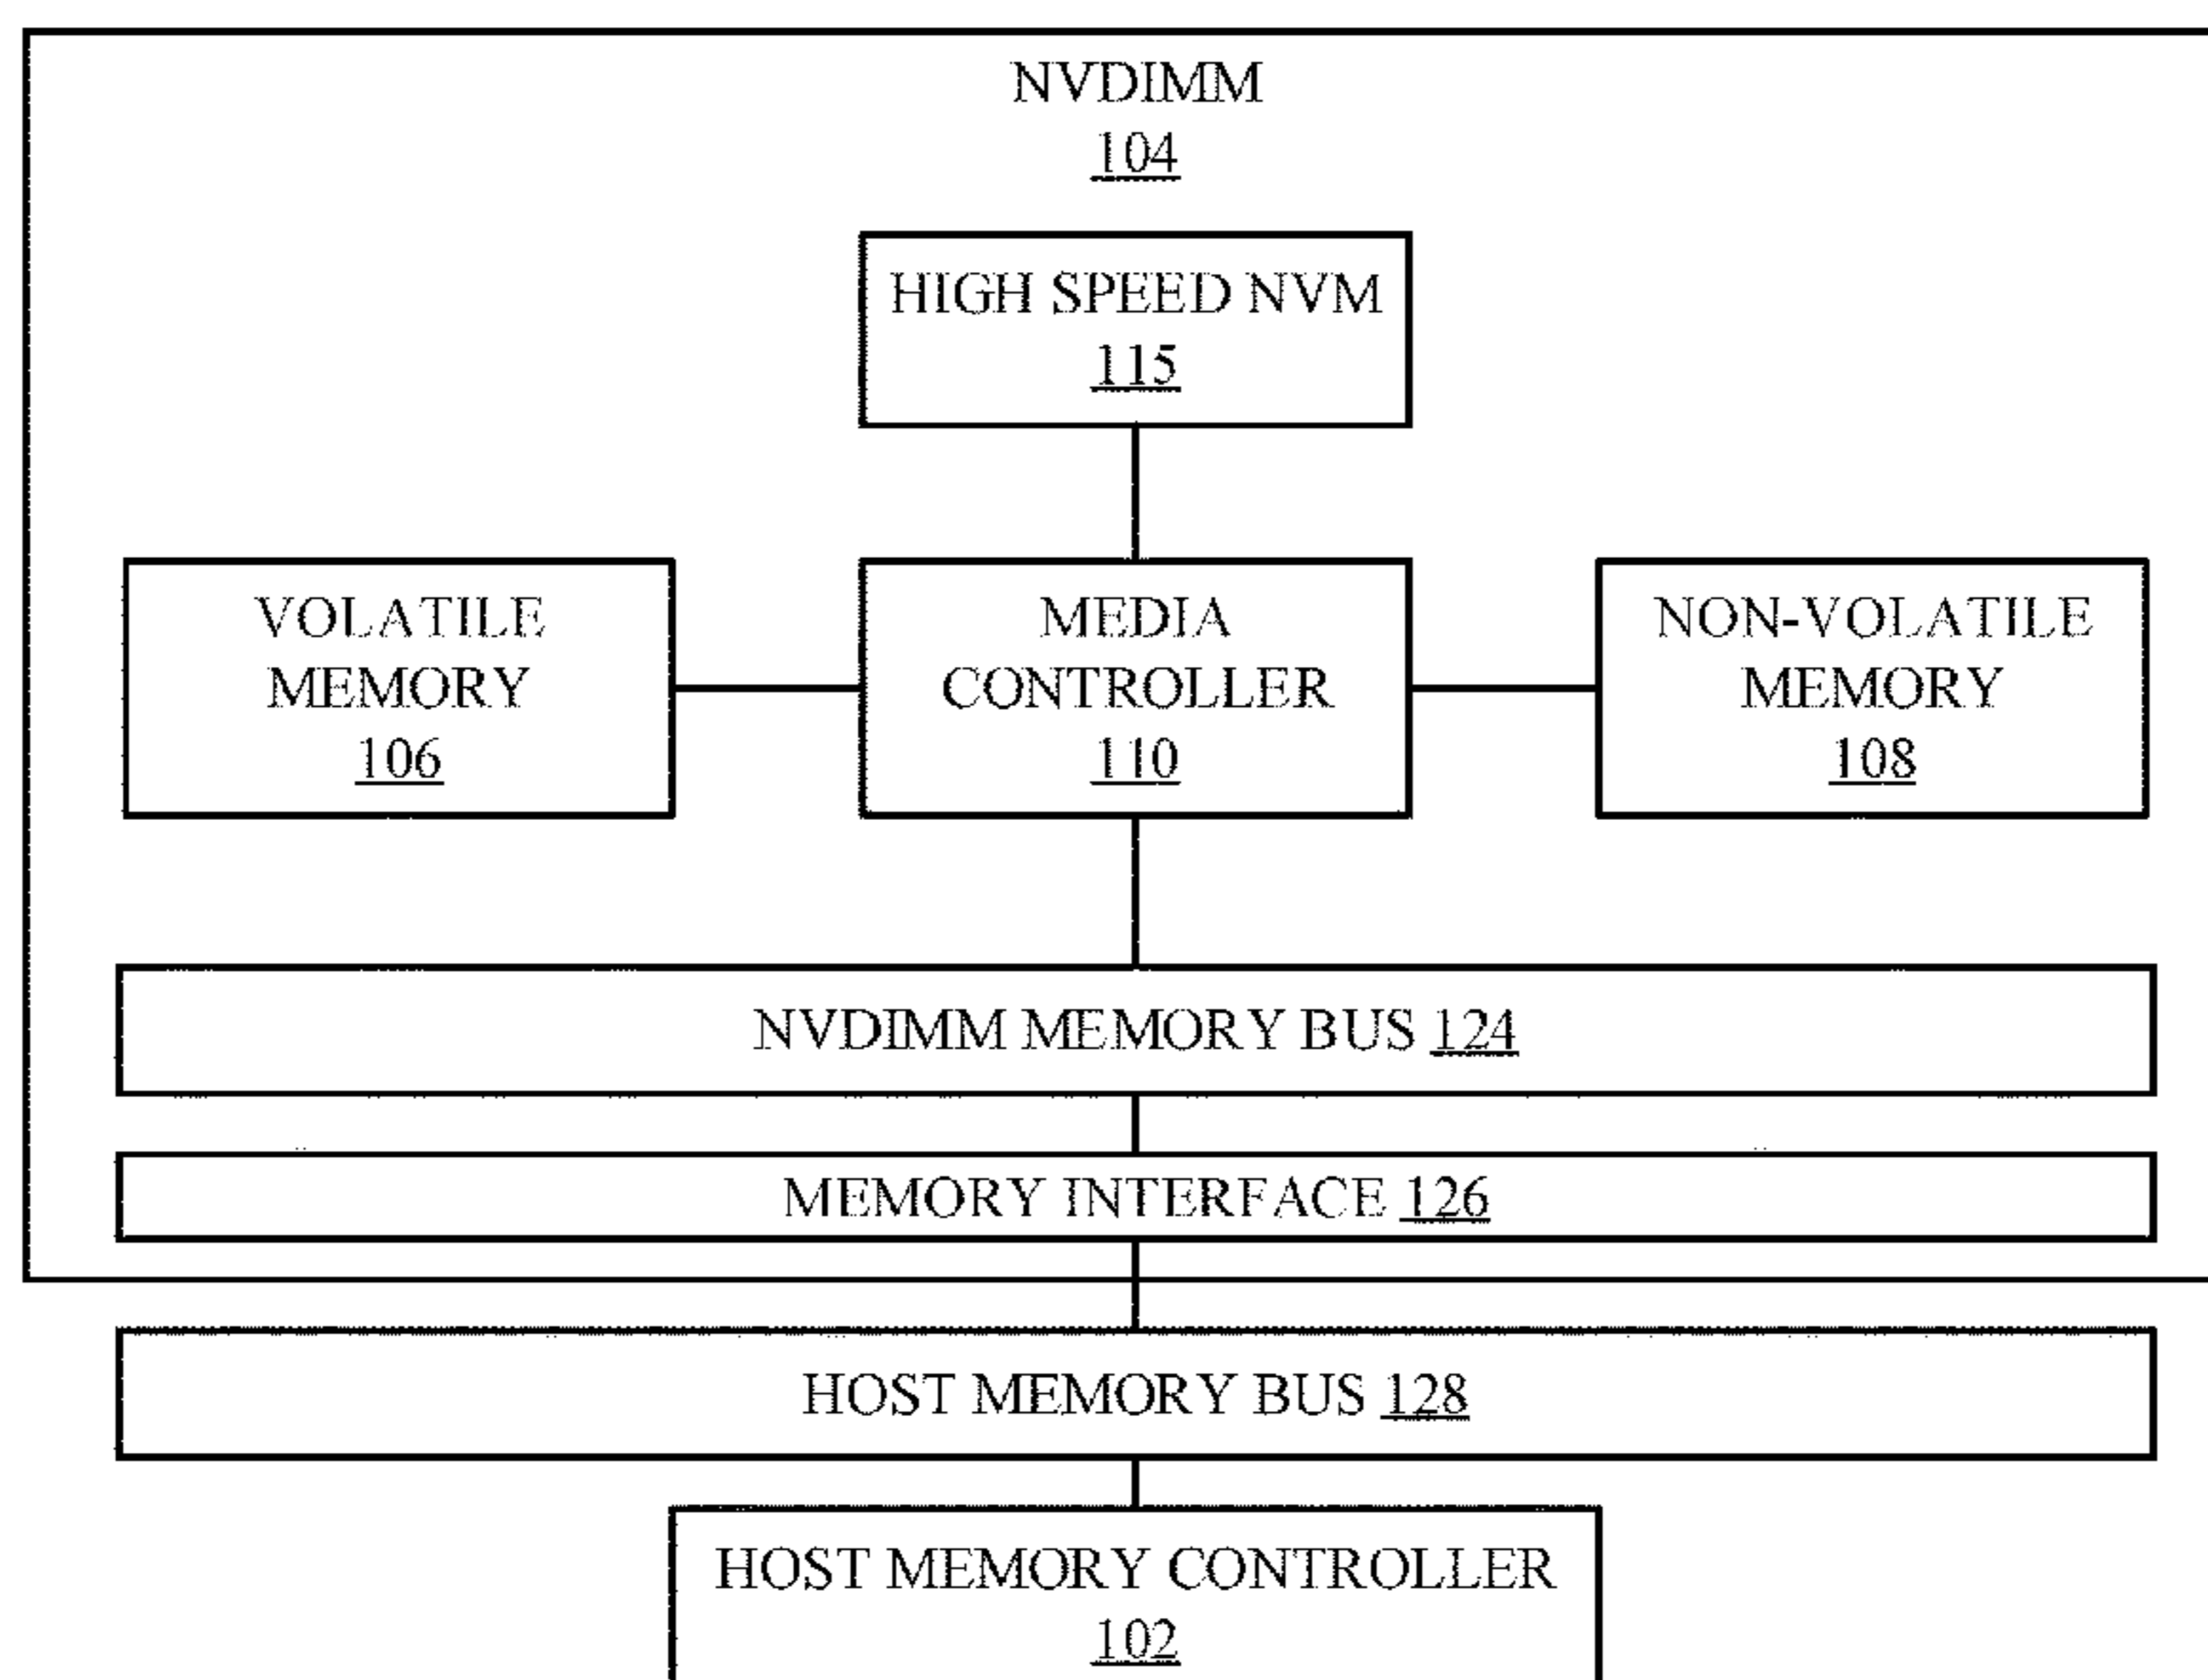 NVDIMM
104
HIGH SPEED NVM
115
VOLATILE
MEMORY
106
MEDIA
CONTROLLER
110
NON-VOLATILE
MEMORY
108
NVDIMM MEMORY BUS 124
MEMORY INTERFACE 126
HOST MEMORY BUS 128
HOST MEMORY CONTROLLER
102